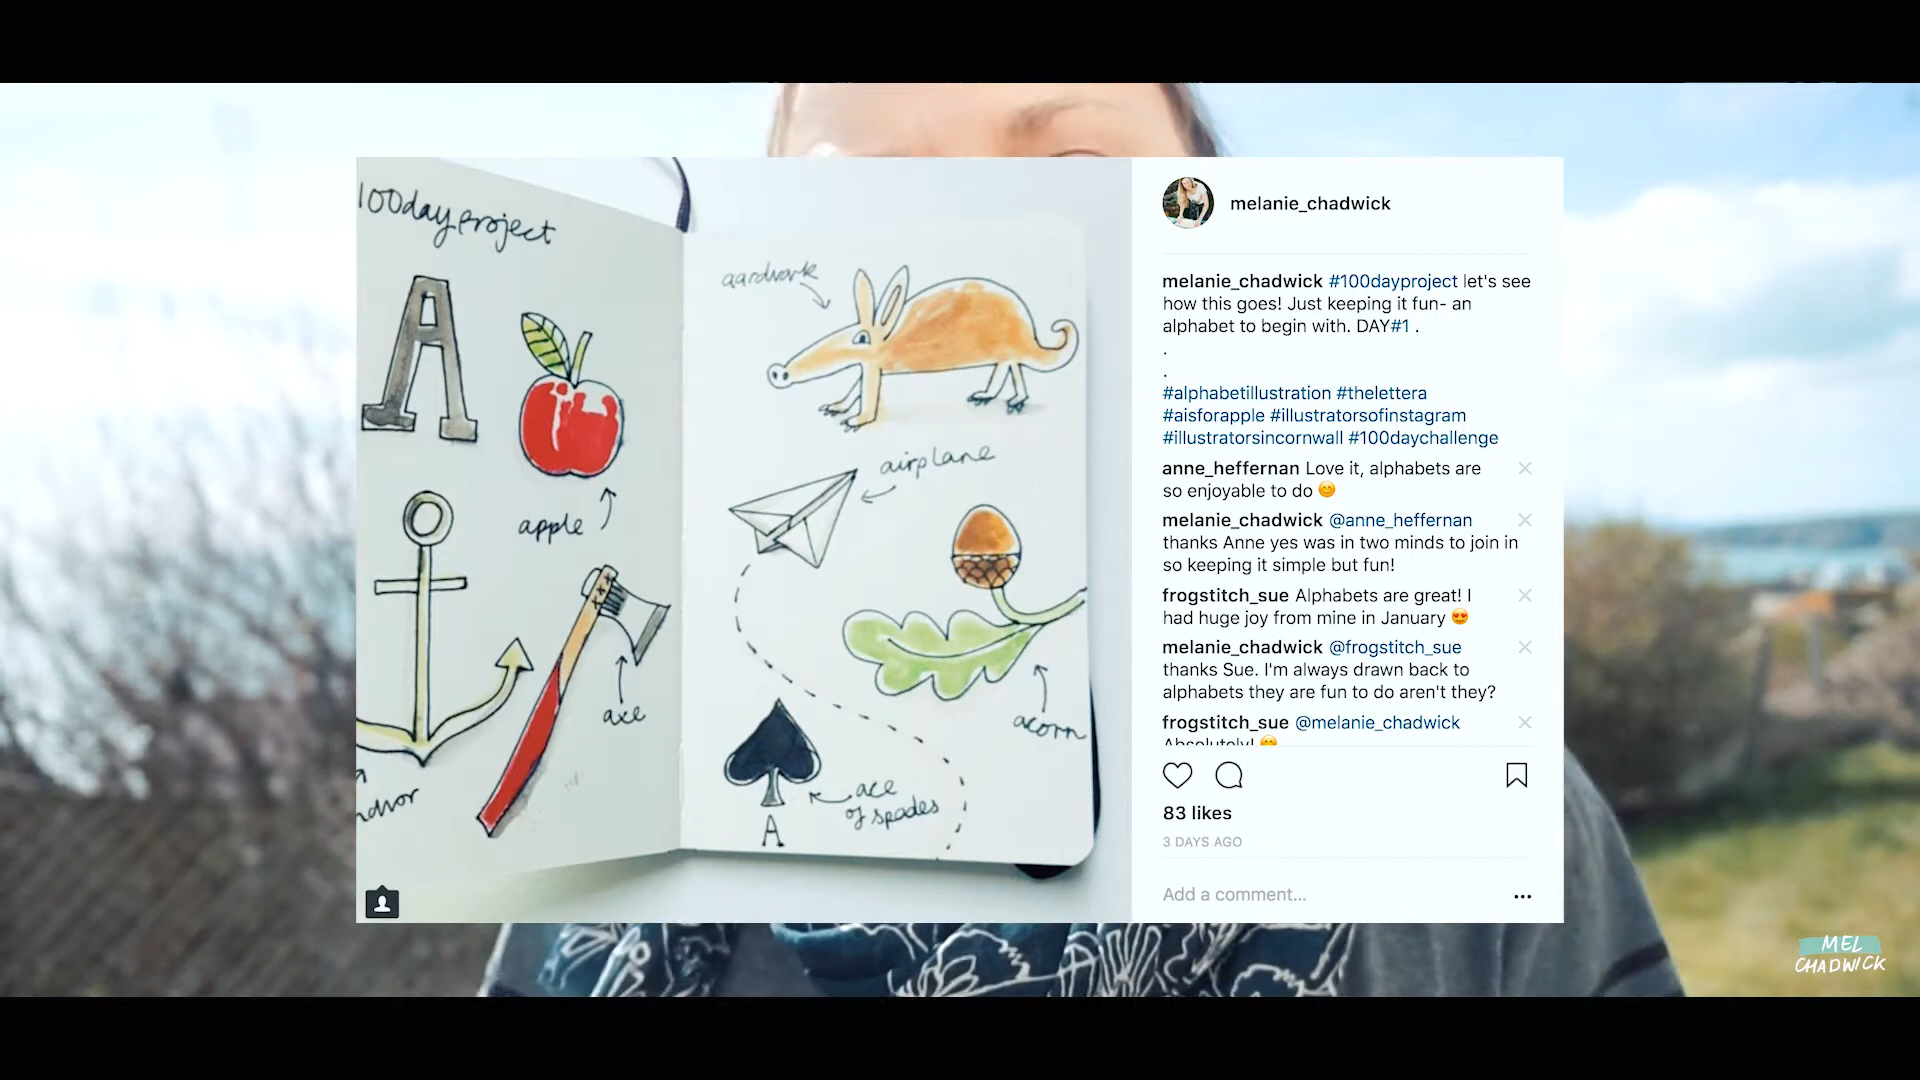 100dayproject
A
apple
axe
aardvark
airplane
acorn
ace
of spades
A
melanie_chadwick
melanie_chadwick #100dayproject let's see
how this goes! Just keeping it fun- an
alphabet to begin with. DAY#1 .
.
.
#alphabetillustration #thelettera
#aisforapple #illustratorsofinstagram
#illustratorsincornwall #100daychallenge
anne_heffernan Love it, alphabets are
so enjoyable to do 😊
melanie_chadwick @anne_heffernan
thanks Anne yes was in two minds to join in
so keeping it simple but fun!
frogstitch_sue Alphabets are great! I
had huge joy from mine in January 😍
melanie_chadwick @frogstitch_sue
thanks Sue. I'm always drawn back to
alphabets they are fun to do aren't they?
frogstitch_sue @melanie_chadwick
Absolutely! 😊
83 likes
3 DAYS AGO
Add a comment...
MEL
CHADWICK